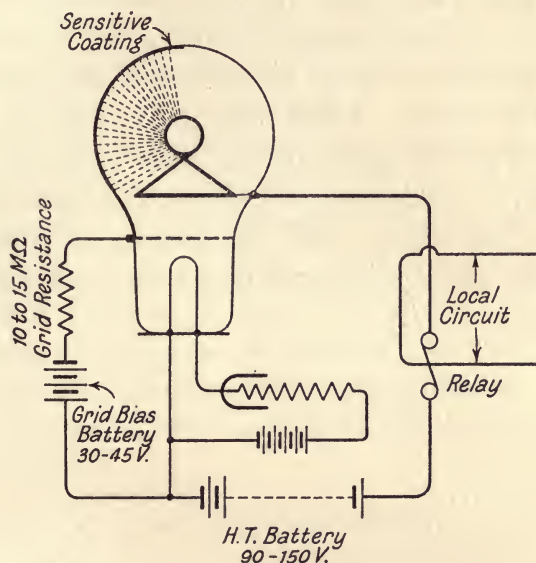 Sensitive
Coating
10 to 15 MΩ
Grid Resistance
Local
Circuit
Relay
Grid Bias
Battery
30-45 V.
H.T. Battery
90-150 V.